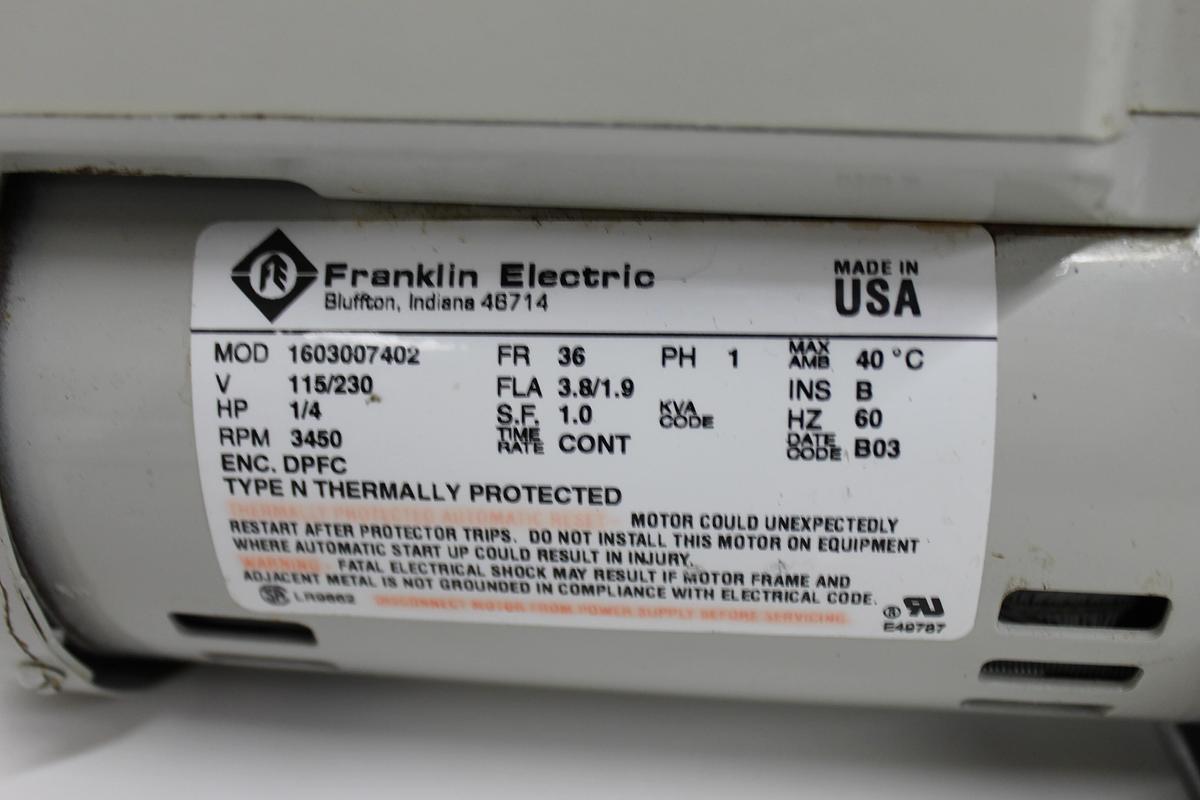 FE Franklin Electric MADE IN
Bluffton, Indiana 46714 USA
MOD 1603007402 FR 36 PH 1 MAX AMB 40 °C
V 115/230 FLA 3.8/1.9 INS B
HP 1/4 S.F. 1.0 KVA CODE HZ 60
RPM 3450 TIME RATE CONT DATE CODE B03
ENC. DPFC
TYPE N THERMALLY PROTECTED
THERMALLY PROTECTED AUTOMATIC RESET - MOTOR COULD UNEXPECTEDLY
RESTART AFTER PROTECTOR TRIPS. DO NOT INSTALL THIS MOTOR ON EQUIPMENT
WHERE AUTOMATIC START UP COULD RESULT IN INJURY.
WARNING - FATAL ELECTRICAL SHOCK MAY RESULT IF MOTOR FRAME AND
ADJACENT METAL IS NOT GROUNDED IN COMPLIANCE WITH ELECTRICAL CODE.
DISCONNECT MOTOR FROM POWER SUPPLY BEFORE SERVICING ®